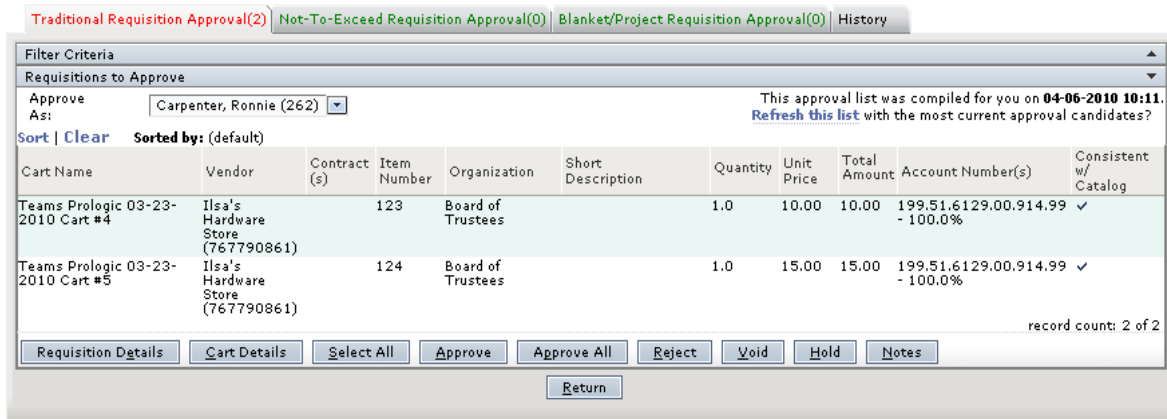 Traditional Requisition Approval(2) Not-To-Exceed Requisition Approval(0) Blanket/Project Requisition Approval(0) History
Filter Criteria
Requisitions to Approve
Approve As: Carpenter, Ronnie (262)
This approval list was compiled for you on 04-06-2010 10:11.
Refresh this list with the most current approval candidates?
Sort | Clear Sorted by: (default)
Cart Name Vendor Contract (s) Item Number Organization Short Description Quantity Unit Price Total Amount Account Number(s) Consistent w/ Catalog
Teams Prologic 03-23-2010 Cart #4 Ilsa's Hardware Store (767790861) 123 Board of Trustees 1.0 10.00 10.00 199.51.6129.00.914.99 - 100.0% ✓
Teams Prologic 03-23-2010 Cart #5 Ilsa's Hardware Store (767790861) 124 Board of Trustees 1.0 15.00 15.00 199.51.6129.00.914.99 - 100.0% ✓
record count: 2 of 2
Requisition Details Cart Details Select All Approve Approve All Reject Void Hold Notes
Return